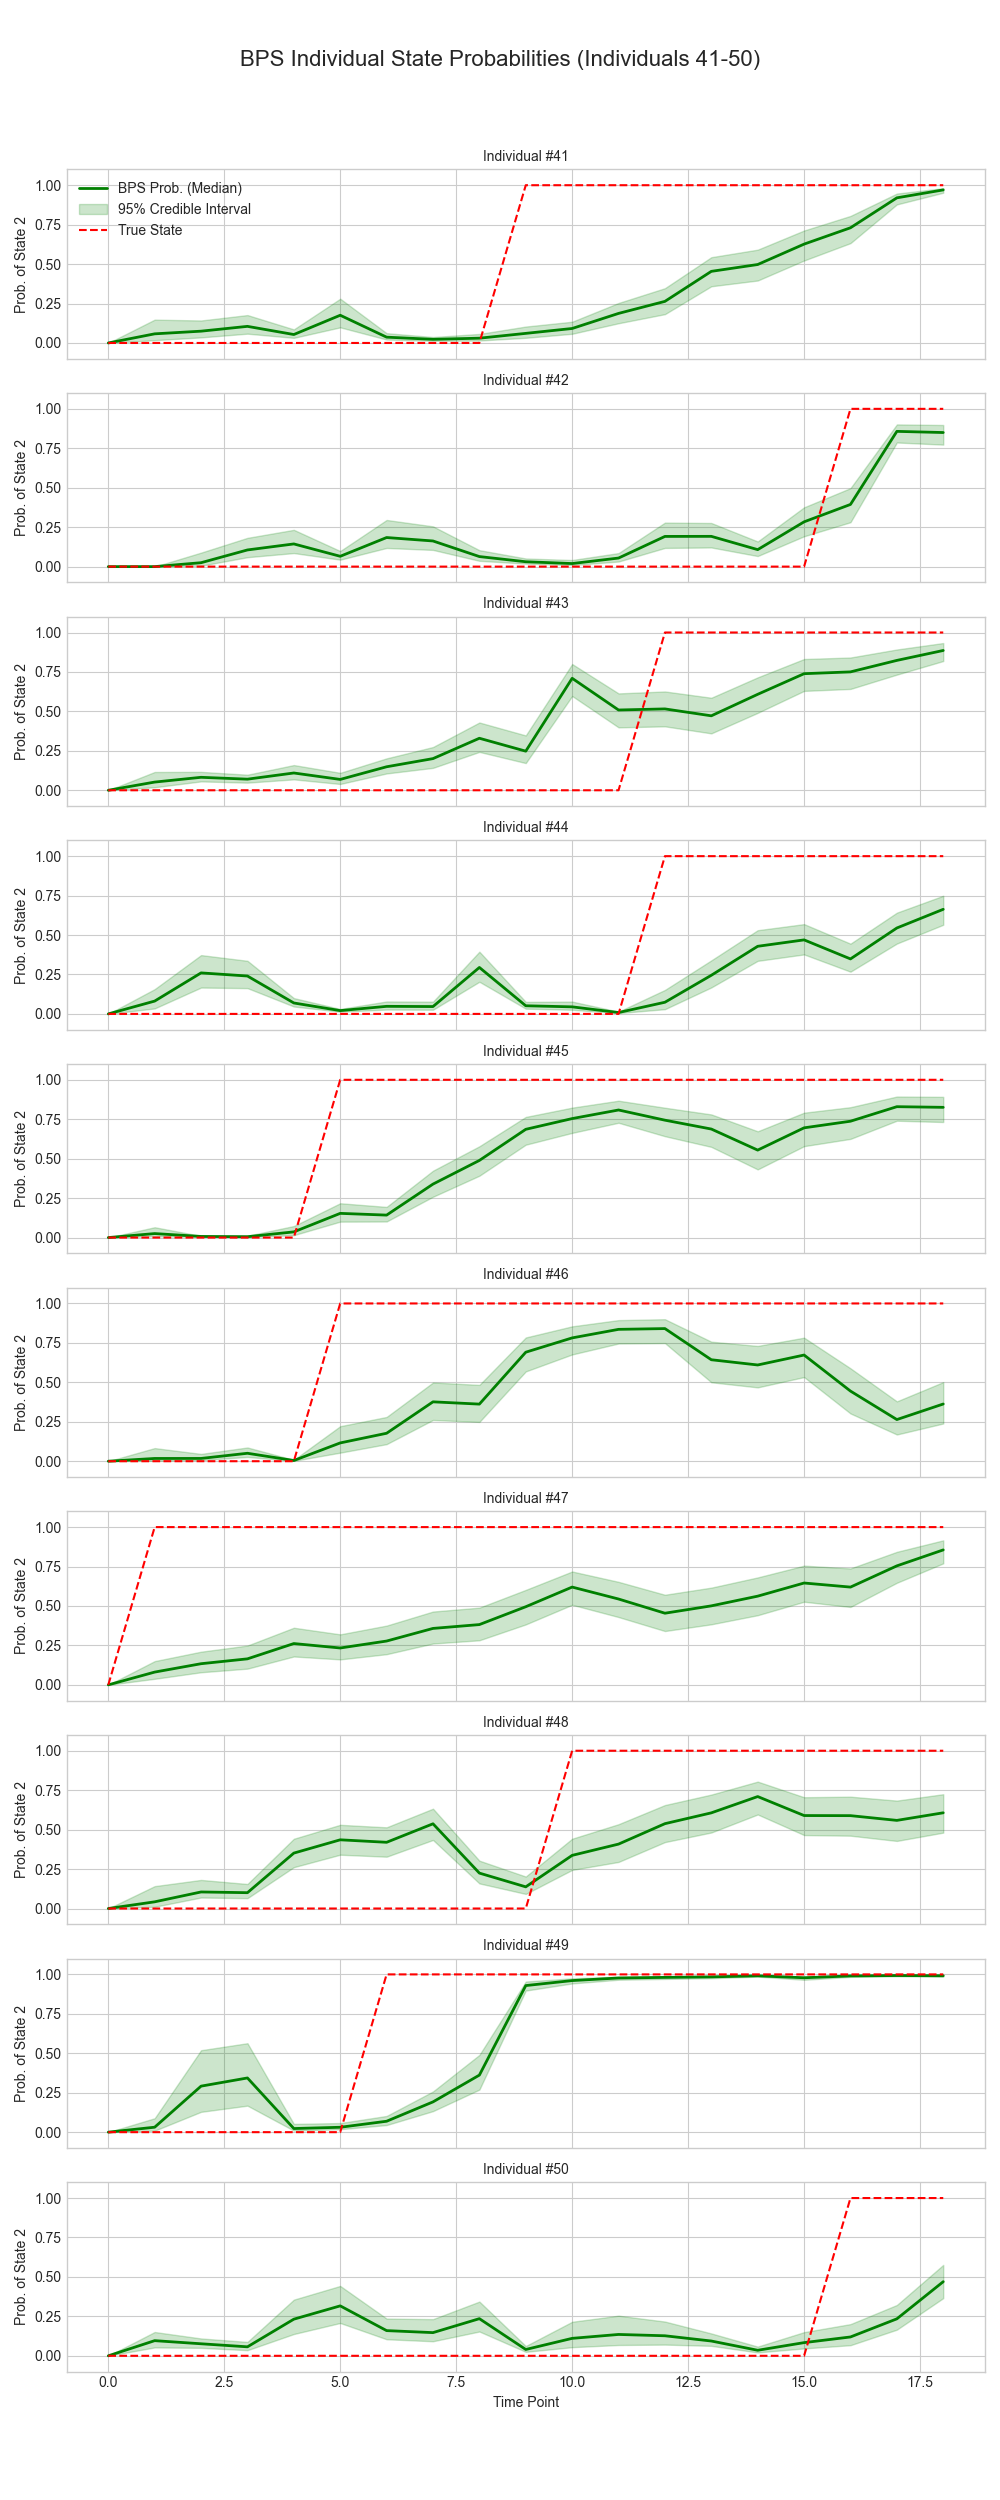 BPS Individual State Probabilities (Individuals 41-50)
Individual #41
BPS Prob. (Median)
95% Credible Interval
True State
Prob. of State 2
1.00
0.75
0.50
0.25
0.00
Individual #42
Prob. of State 2
1.00
0.75
0.50
0.25
0.00
Individual #43
Prob. of State 2
1.00
0.75
0.50
0.25
0.00
Individual #44
Prob. of State 2
1.00
0.75
0.50
0.25
0.00
Individual #45
Prob. of State 2
1.00
0.75
0.50
0.25
0.00
Individual #46
Prob. of State 2
1.00
0.75
0.50
0.25
0.00
Individual #47
Prob. of State 2
1.00
0.75
0.50
0.25
0.00
Individual #48
Prob. of State 2
1.00
0.75
0.50
0.25
0.00
Individual #49
Prob. of State 2
1.00
0.75
0.50
0.25
0.00
Individual #50
Prob. of State 2
1.00
0.75
0.50
0.25
0.00
0.0 2.5 5.0 7.5 10.0 12.5 15.0 17.5
Time Point